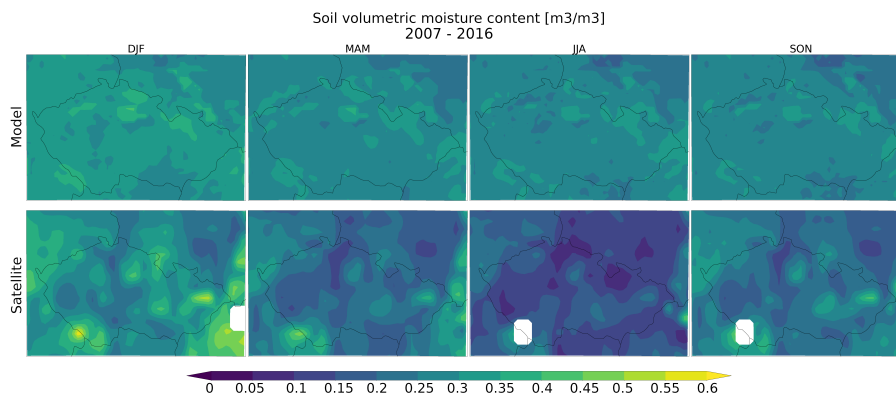 Soil volumetric moisture content [m3/m3]
2007 - 2016
DJF MAM JJA SON
Model
Satellite
0 0.05 0.1 0.15 0.2 0.25 0.3 0.35 0.4 0.45 0.5 0.55 0.6